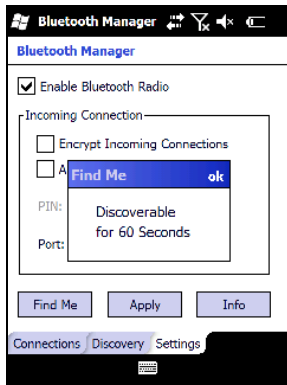 Bluetooth Manager
Bluetooth Manager
Enable Bluetooth Radio
Incoming Connection
Encrypt Incoming Connections
A
Find Me ok
PIN:
Discoverable
for 60 Seconds
Port:
Find Me Apply Info
Connections Discovery Settings